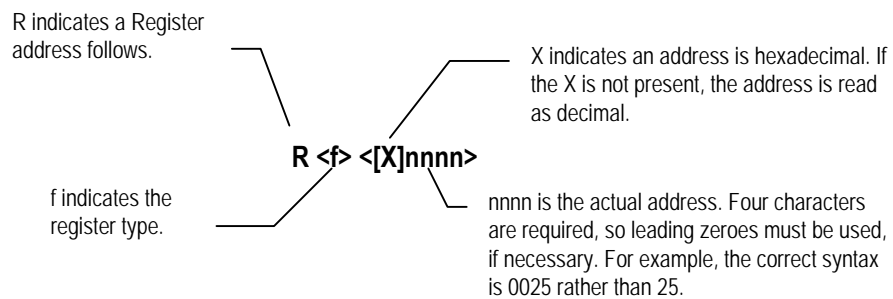 R indicates a Register
address follows.
X indicates an address is hexadecimal. If
the X is not present, the address is read
as decimal.
R <f> <[X]nnnn>
f indicates the
register type.
nnnn is the actual address. Four characters
are required, so leading zeroes must be used,
if necessary. For example, the correct syntax
is 0025 rather than 25.